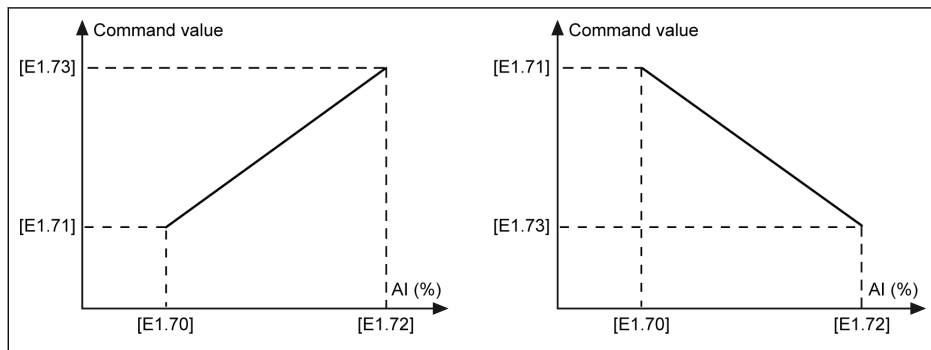 Command value
[E1.73]
[E1.71]
AI (%)
[E1.70]
[E1.72]
Command value
[E1.71]
[E1.73]
AI (%)
[E1.70]
[E1.72]